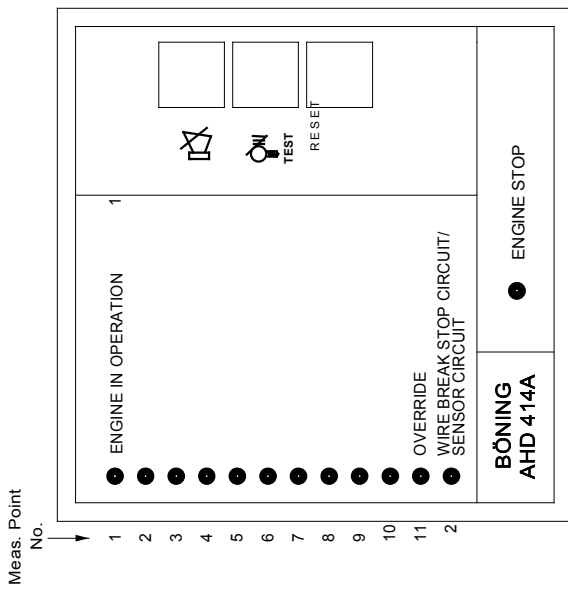 Meas. Point
No.
1 ENGINE IN OPERATION 1
2
3
4
5
6
TEST
7
8
RESET
9
10
11 OVERRIDE
2 WIRE BREAK STOP CIRCUIT/
SENSOR CIRCUIT
BÖNING
AHD 414A
ENGINE STOP